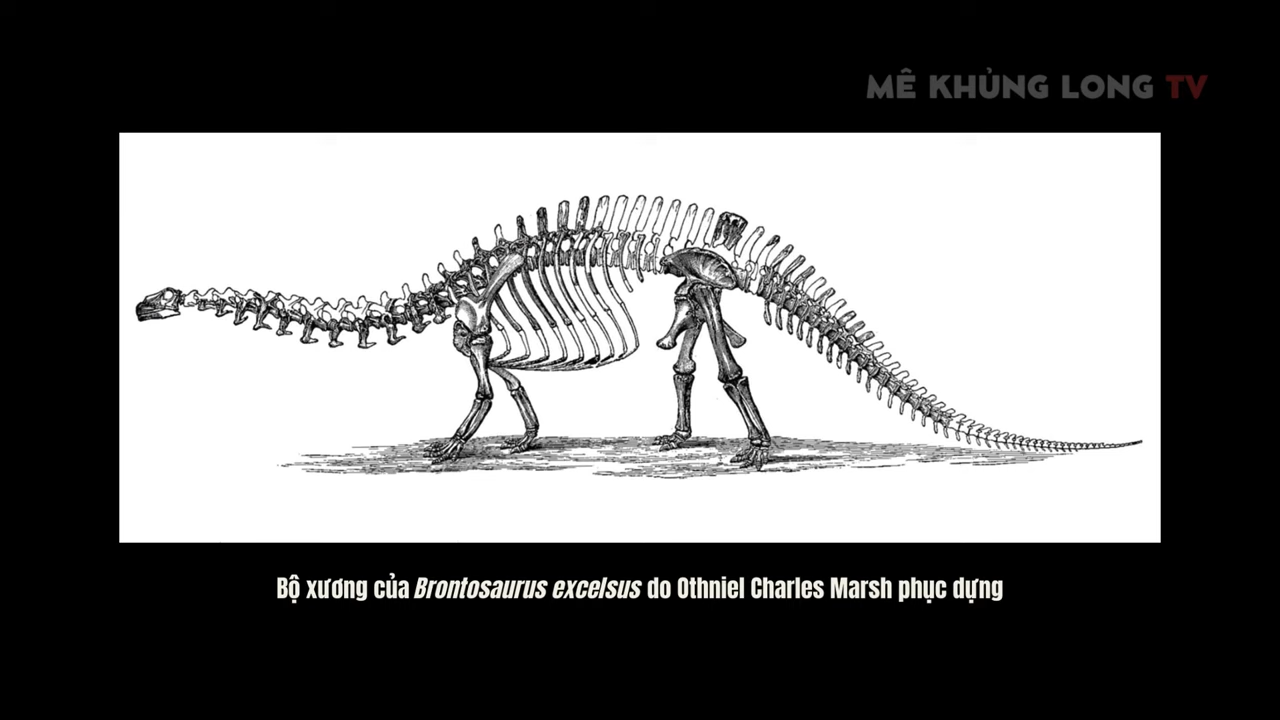 MÊ KHỦNG LONG TV
Bộ xương của Brontosaurus excelsus do Othniel Charles Marsh phục dựng